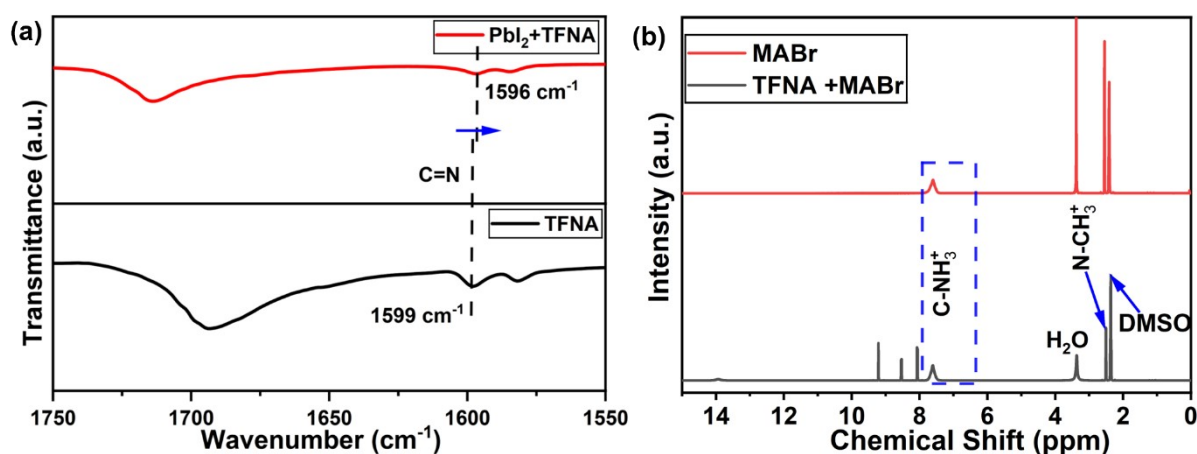 (a)
PbI2+TFNA
1596 cm-1
C=N
TFNA
1599 cm-1
Transmittance (a.u.)
1750 1700 1650 1600 1550
Wavenumber (cm-1)
(b)
MABr
TFNA +MABr
C-NH3+
N-CH3+
DMSO
H2O
Intensity (a.u.)
14 12 10 8 6 4 2 0
Chemical Shift (ppm)